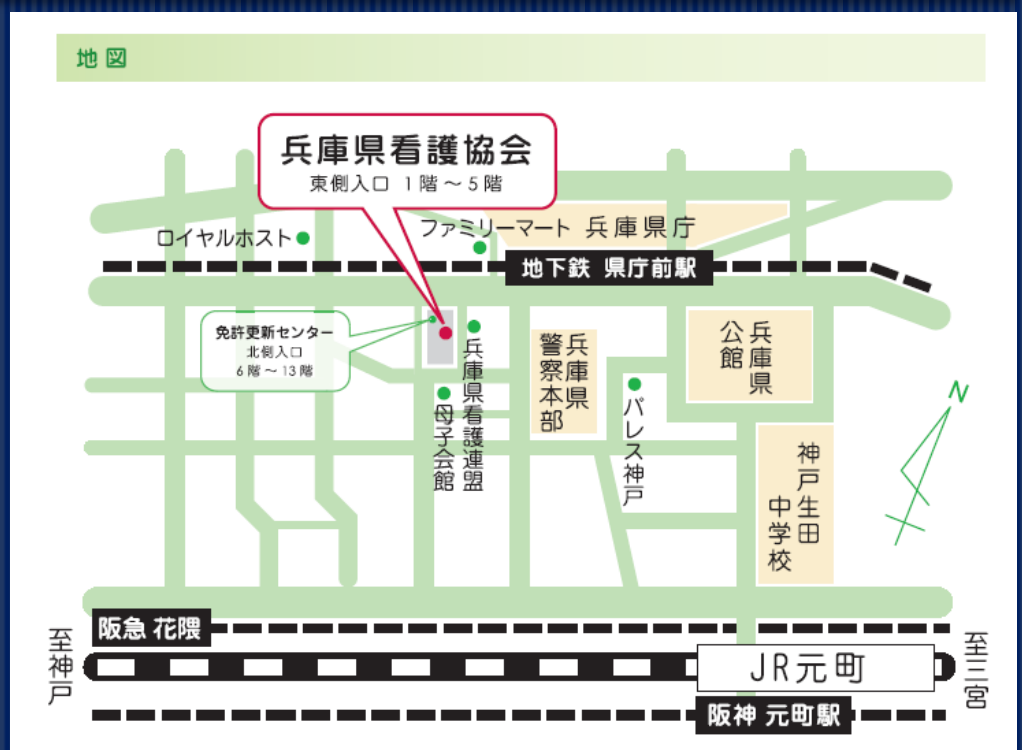 地図
兵庫県看護協会
東側入口 1階～5階
ファミリーマート
兵庫県庁
ロイヤルホスト
地下鉄 県庁前駅
免許更新センター
北側入口
6階～13階
兵庫県看護連盟
母子会館
兵庫県
警察本部
パレス神戸
兵庫県
公館
N
神戸生田
中学校
阪急 花隈
至神戸
JR元町
至三宮
阪神 元町駅